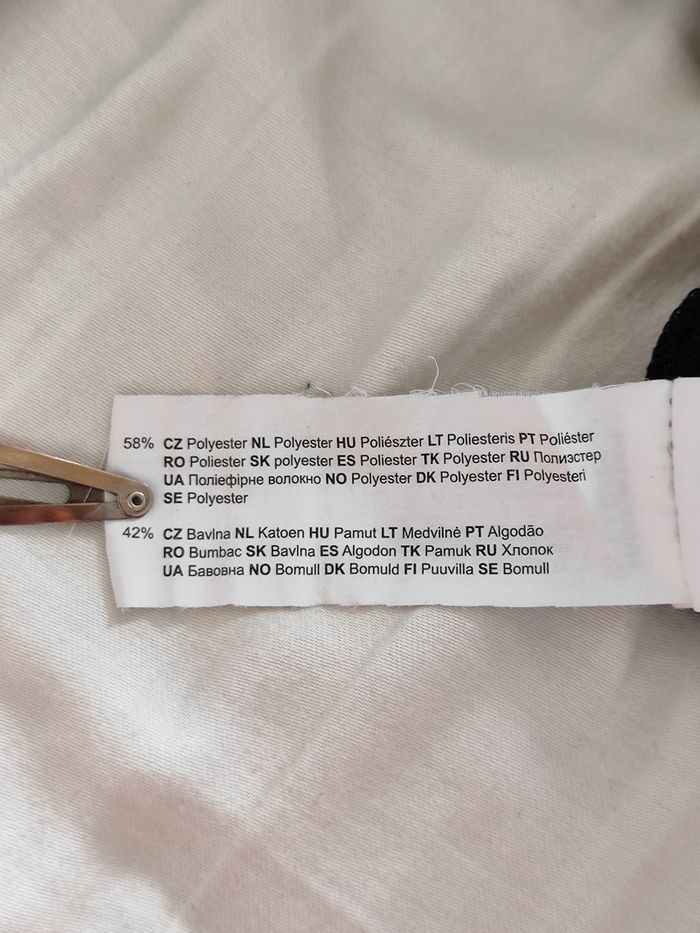 58% CZ Polyester NL Polyester HU Poliészter LT Poliesteris PT Poliéster
RO Poliester SK polyester ES Poliester TK Polyester RU Полиэстер
UA Поліефірне волокно NO Polyester DK Polyester FI Polyesteri
SE Polyester
42% CZ Bavlna NL Katoen HU Pamut LT Medvilnė PT Algodão
RO Bumbac SK Bavlna ES Algodon TK Pamuk RU Хлопок
UA Бавовна NO Bomull DK Bomuld FI Puuvilla SE Bomull